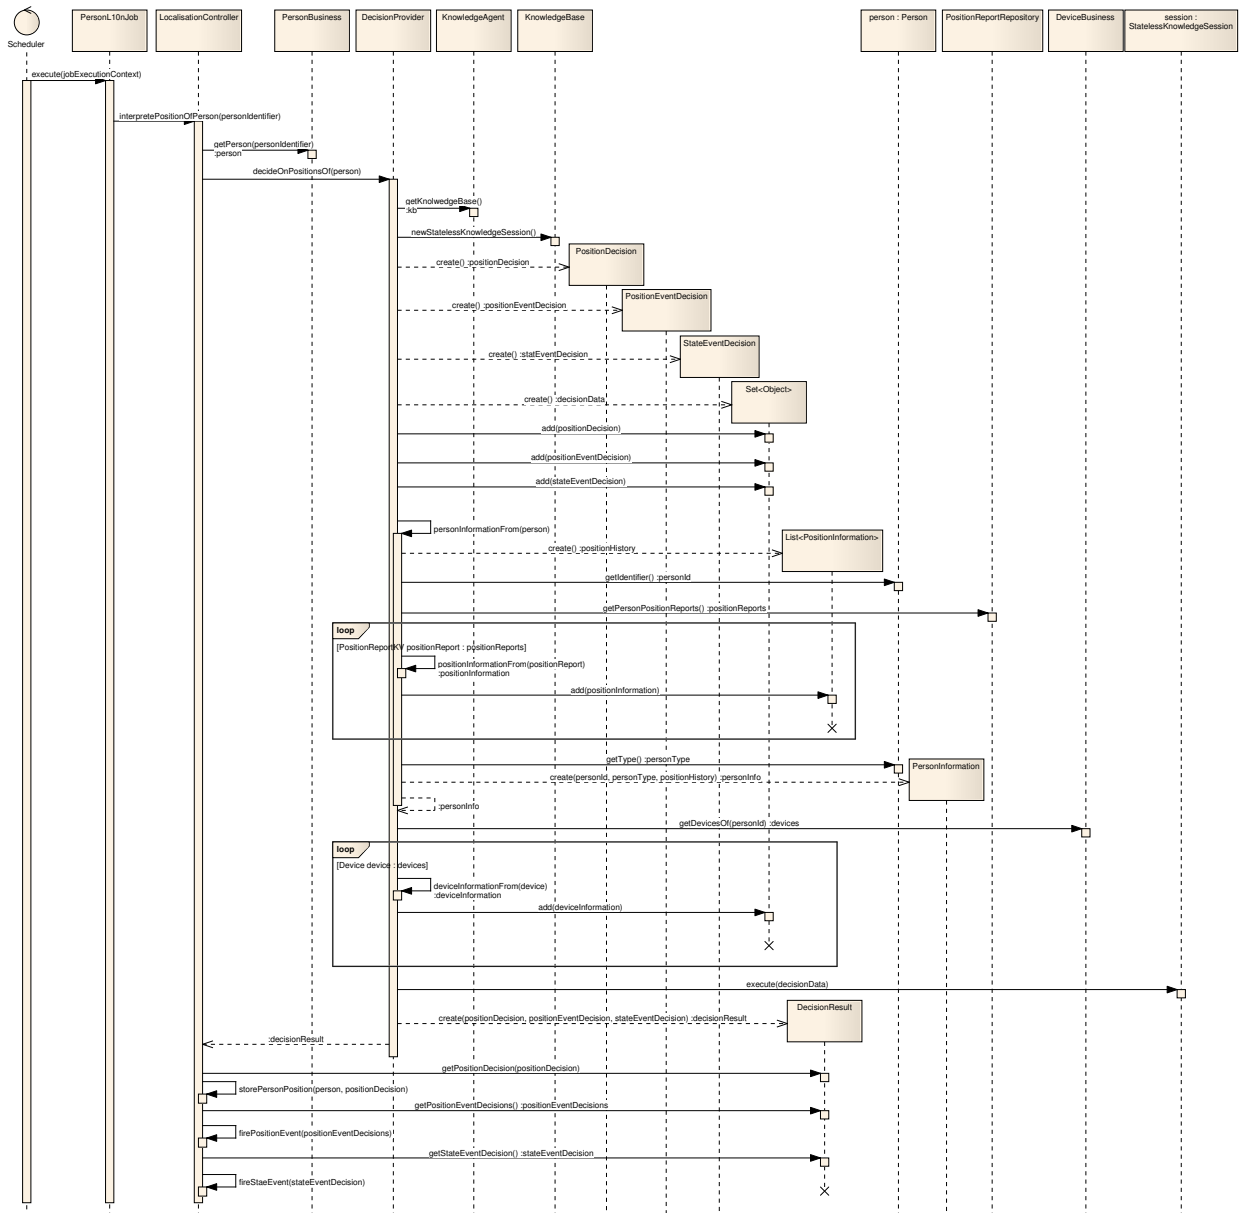 Scheduler
PersonL10nJob
LocalisationController
PersonBusiness
DecisionProvider
KnowledgeAgent
KnowledgeBase
person : Person
PositionReportRepository
DeviceBusiness
session :
StatelessKnowledgeSession
execute(jobExecutionContext)
interpretePositionOfPerson(personIdentifier)
getPerson(personIdentifier)
:person
decideOnPositionsOf(person)
getKnolwedgeBase()
:kb
newStatelessKnowledgeSession()
PositionDecision
create() :positionDecision
PositionEventDecision
create() :positionEventDecision
StateEventDecision
create() :statEventDecision
Set<Object>
create() :decisionData
add(positionDecision)
add(positionEventDecision)
add(stateEventDecision)
personInformationFrom(person)
List<PositionInformation>
create() :positionHistory
getIdentifier() :personId
getPersonPositionReports() :positionReports
loop
[PositionReportKV positionReport : positionReports]
positionInformationFrom(positionReport)
:positionInformation
add(positionInformation)
getType() :personType
PersonInformation
create(personId, personType, positionHistory) :personInfo
:personInfo
getDevicesOf(personId) :devices
loop
[Device device : devices]
deviceInformationFrom(device)
:deviceInformation
add(deviceInformation)
execute(decisionData)
DecisionResult
create(positionDecision, positionEventDecision, stateEventDecision) :decisionResult
:decisionResult
getPositionDecision(positionDecision)
storePersonPosition(person, positionDecision)
getPositionEventDecisions() :positionEventDecisions
firePositionEvent(positionEventDecisions)
getStateEventDecision() :stateEventDecision
fireStaeEvent(stateEventDecision)